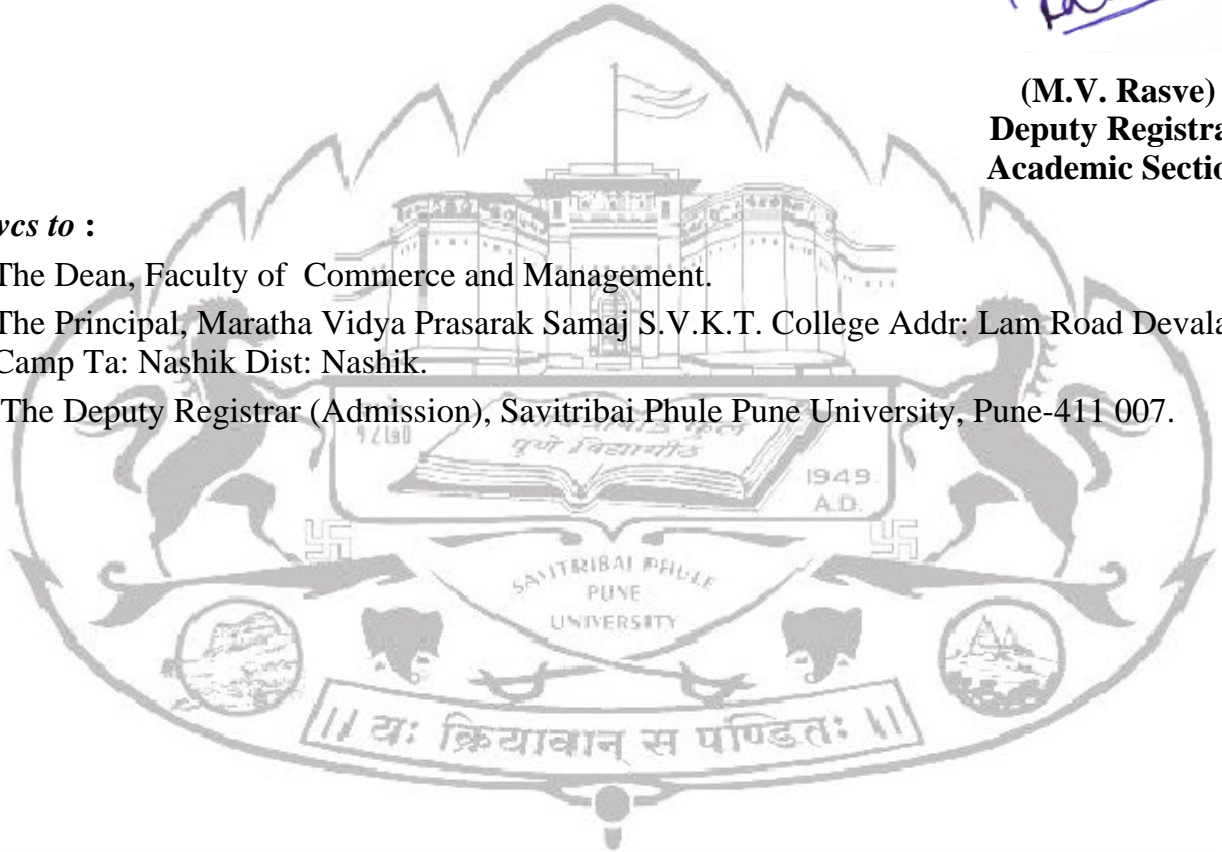 (M.V. Rasve)
Deputy Registra
Academic Sectio
wcs to :
The Dean, Faculty of Commerce and Management.
The Principal, Maratha Vidya Prasarak Samaj S.V.K.T. College Addr: Lam Road Devala
Camp Ta: Nashik Dist: Nashik.
The Deputy Registrar (Admission), Savitribai Phule Pune University, Pune-411 007.
पुणे विद्यापीठ
1949
A.D.
SAVITRIBAI PHULE
PUNE
UNIVERSITY
|| यः क्रियावान् स पण्डितः ||